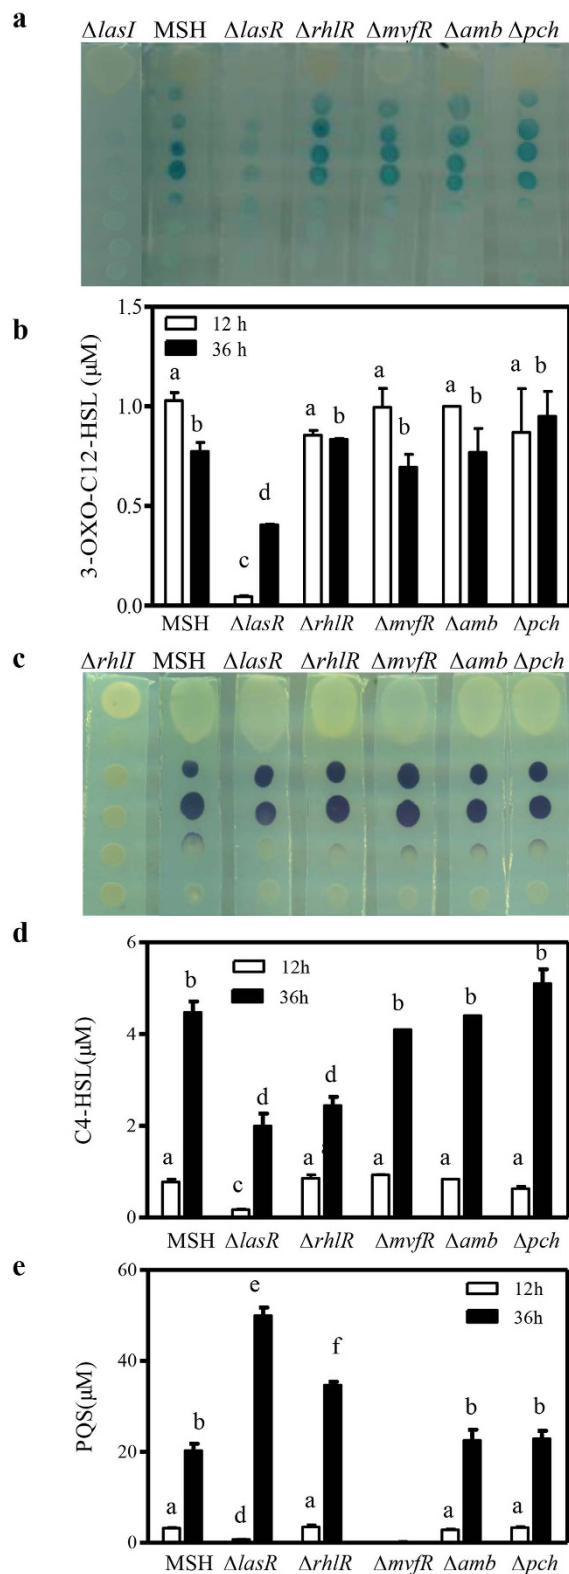 a
ΔlasI MSH ΔlasR ΔrhlR ΔmvfR Δamb Δpch
b
3-OXO-C12-HSL (μM)
1.5
1.0
0.5
0.0
12 h
36 h
a b c d a b a b a b a b
MSH ΔlasR ΔrhlR ΔmvfR Δamb Δpch
c
ΔrhlI MSH ΔlasR ΔrhlR ΔmvfR Δamb Δpch
d
C4-HSL(μM)
6
4
2
0
12h
36h
a b c d a d a b a b a b
MSH ΔlasR ΔrhlR ΔmvfR Δamb Δpch
e
PQS(μM)
60
40
20
0
12h
36h
a b d e a f a b a b
MSH ΔlasR ΔrhlR ΔmvfR Δamb Δpch